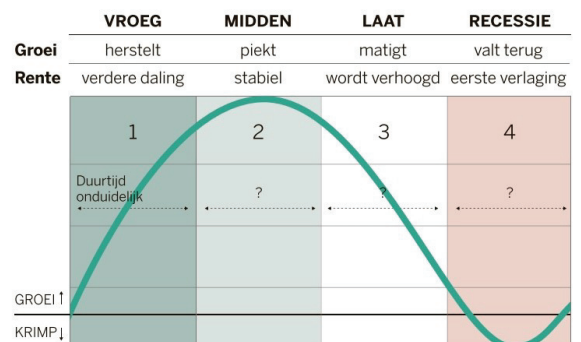 VROEG MIDDEN LAAT RECESSIE
Groei herstelt piekt matigt valt terug
Rente verdere daling stabiel wordt verhoogd eerste verlaging
1 2 3 4
Duurtijd
onduidelijk ? ? ?
GROEI ↑
KRIMP ↓